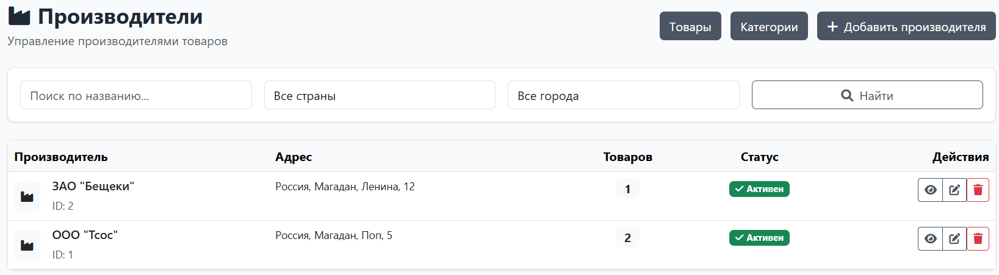 Производители
Управление производителями товаров
Товары
Категории
Добавить производителя
Поиск по названию...
Все страны
Все города
Найти
Производитель Адрес Товаров Статус Действия
ЗАО "Бещеки" Россия, Магадан, Ленина, 12 1 Активен
ID: 2
ООО "Тсос" Россия, Магадан, Поп, 5 2 Активен
ID: 1